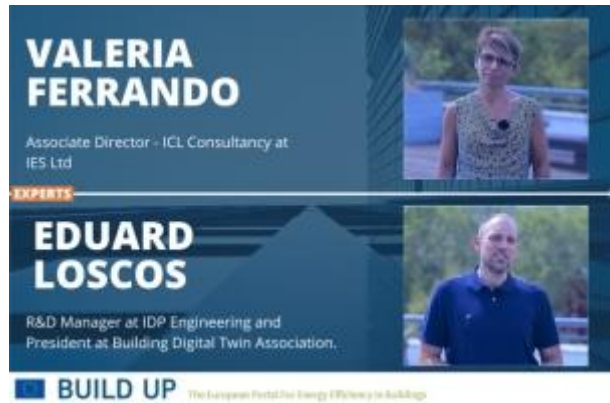 VALERIA
FERRANDO
Associate Director - ICL Consultancy at
IES Ltd
EXPERTS
EDUARD
LOSCOS
R&D Manager at IDP Engineering and
President at Building Digital Twin Association.
BUILD UP The European Portal For Energy Efficiency in Buildings